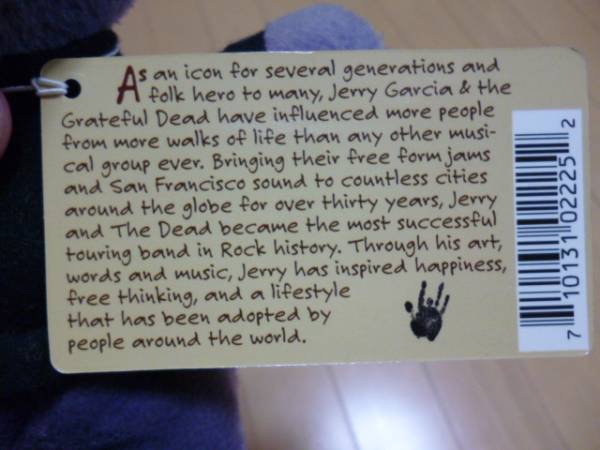 As an icon for several generations and
folk hero to many, Jerry Garcia & the
Grateful Dead have influenced more people
from more walks of life than any other musi-
cal group ever. Bringing their free form jams
and San Francisco sound to countless cities
around the globe for over thirty years, Jerry
and The Dead became the most successful
touring band in Rock history. Through his art,
words and music, Jerry has inspired happiness,
free thinking, and a lifestyle
that has been adopted by
people around the world.
7 10131 02225 2